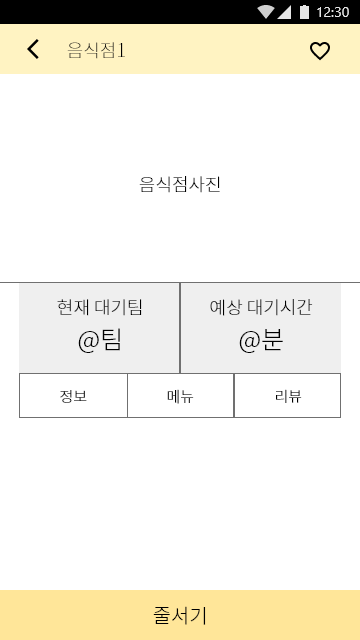 12:30
음식점1
음식점사진
현재 대기팀
@팀
예상 대기시간
@분
정보
메뉴
리뷰
줄서기